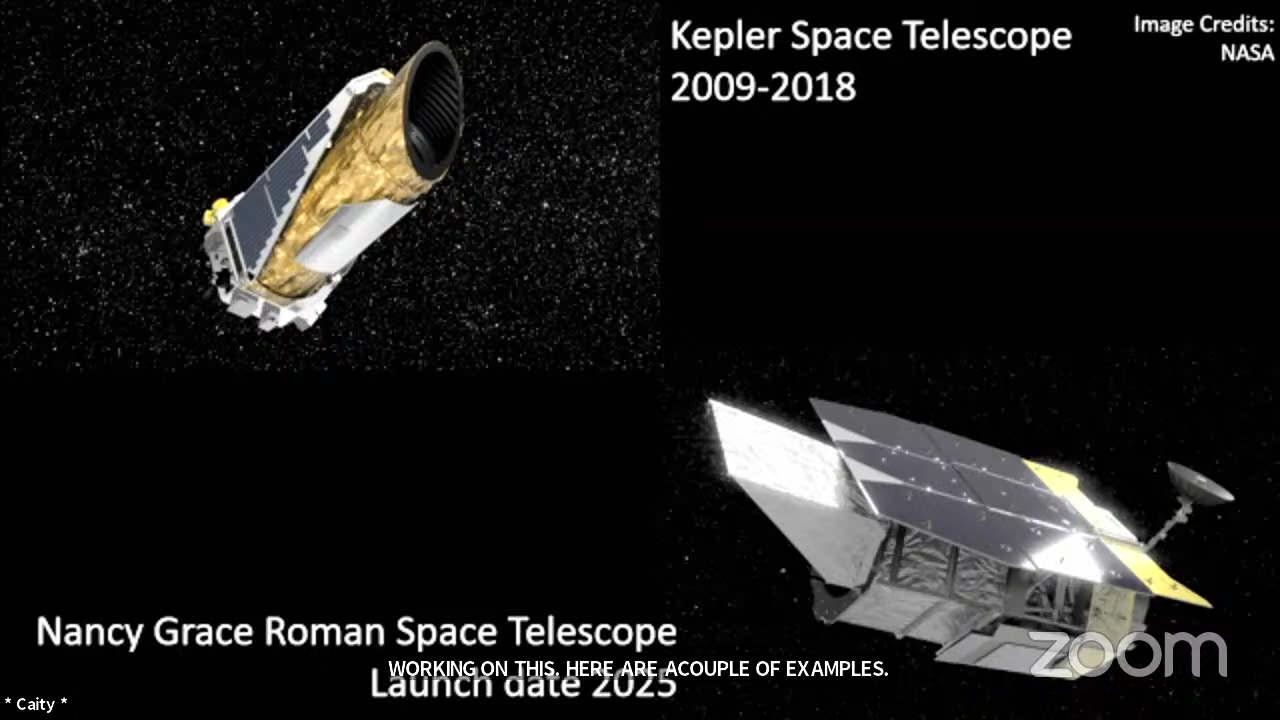 Kepler Space Telescope
2009-2018
Image Credits:
NASA
Nancy Grace Roman Space Telescope
Launch date 2025
WORKING ON THIS. HERE ARE ACOUPLE OF EXAMPLES.
* Caity *
zoom